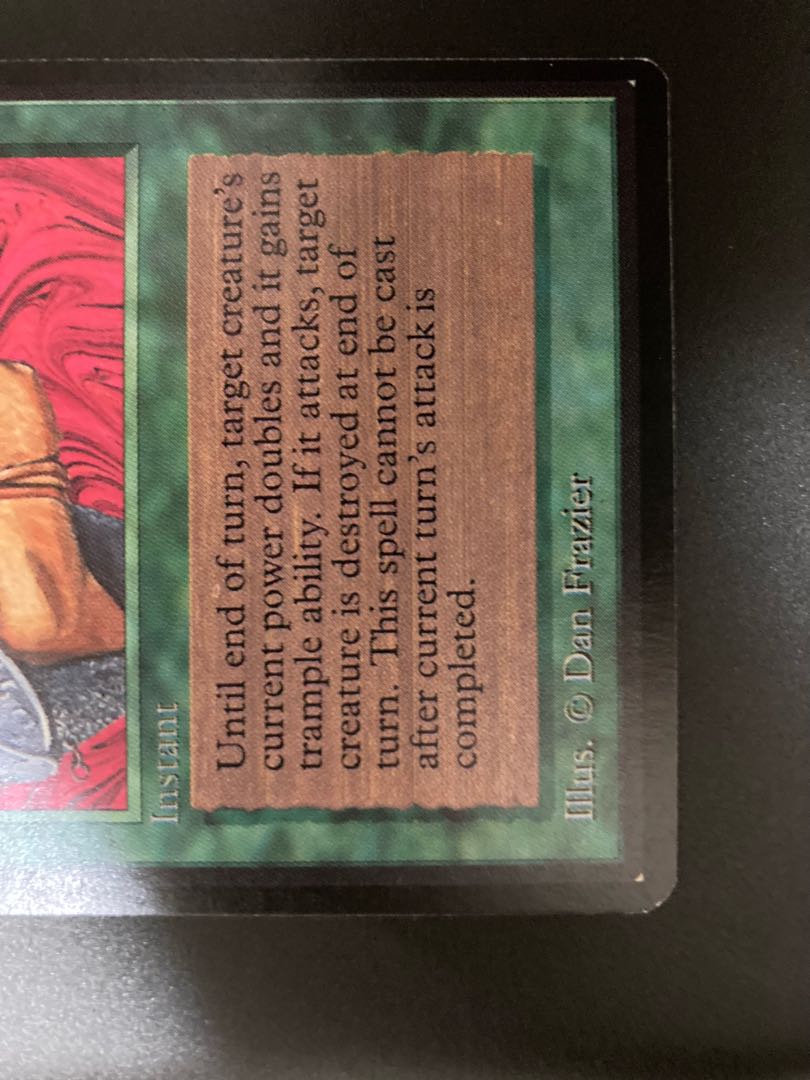 Instant
Until end of turn, target creature's
current power doubles and it gains
trample ability. If it attacks, target
creature is destroyed at end of
turn. This spell cannot be cast
after current turn's attack is
completed.
Illus. © Dan Frazier